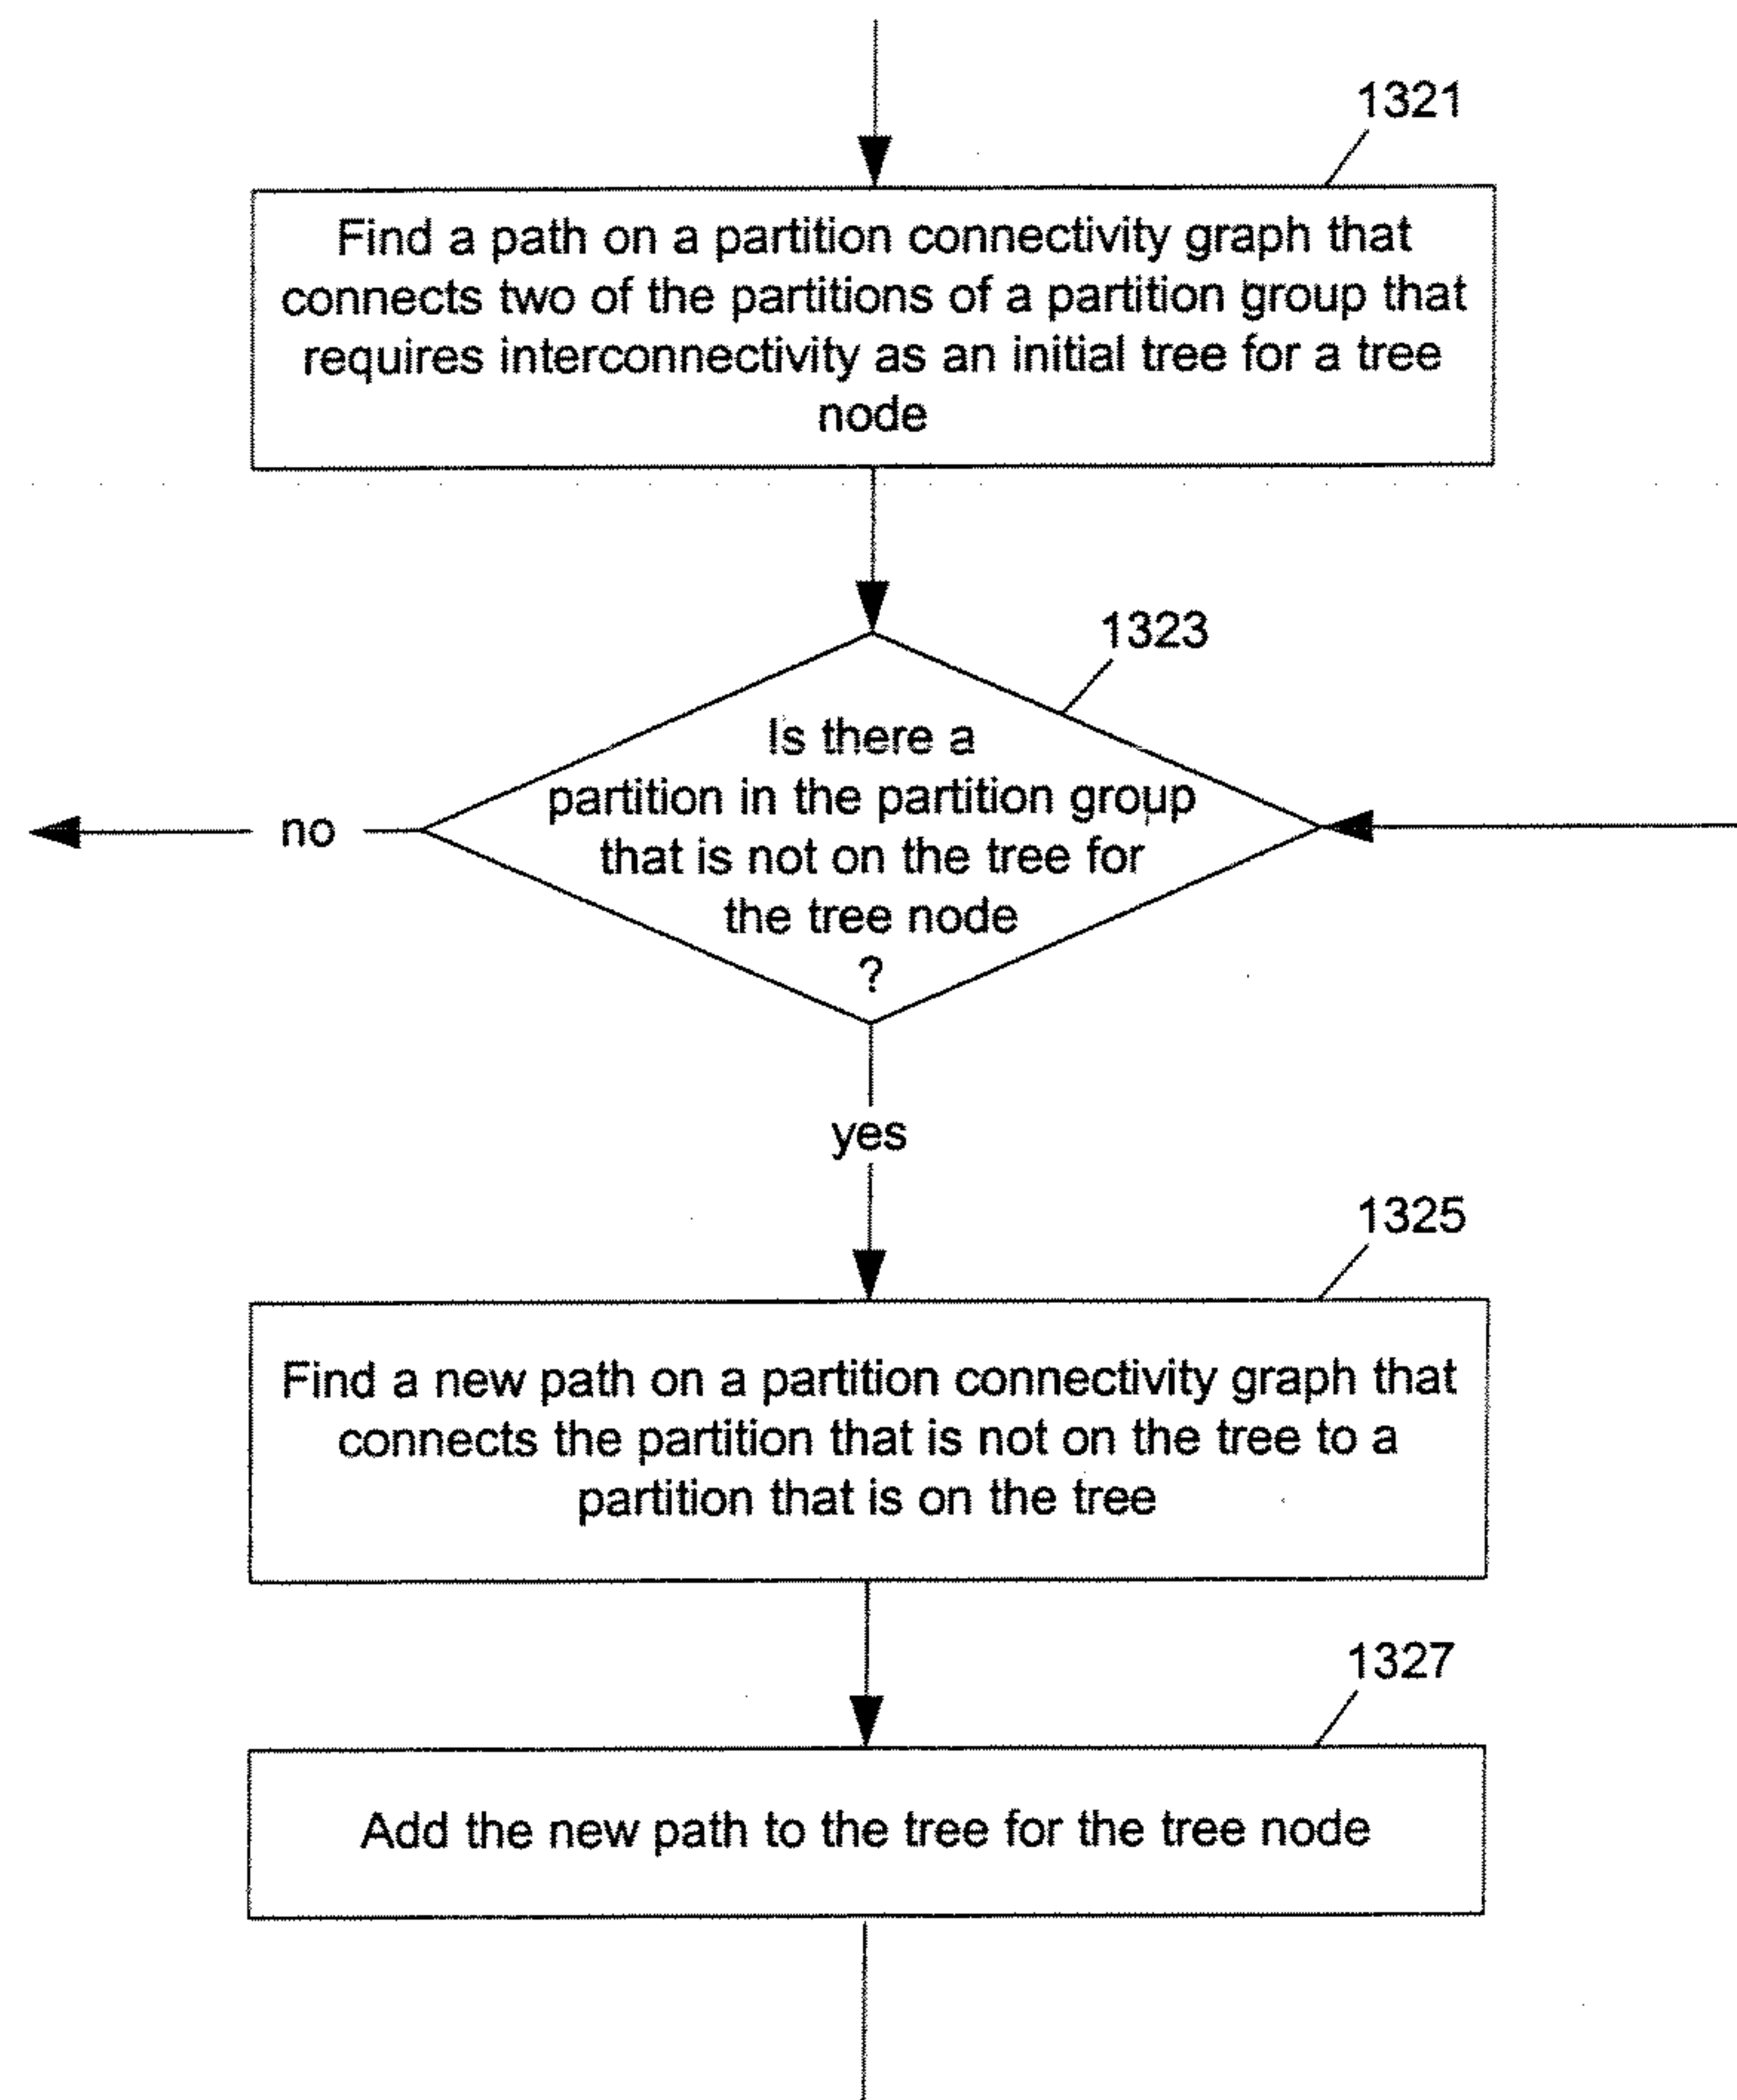 1321
Find a path on a partition connectivity graph that
connects two of the partitions of a partition group that
requires interconnectivity as an initial tree for a tree
node
1323
Is there a
partition in the partition group
that is not on the tree for
the tree node
?
no
yes
1325
Find a new path on a partition connectivity graph that
connects the partition that is not on the tree to a
partition that is on the tree
1327
Add the new path to the tree for the tree node